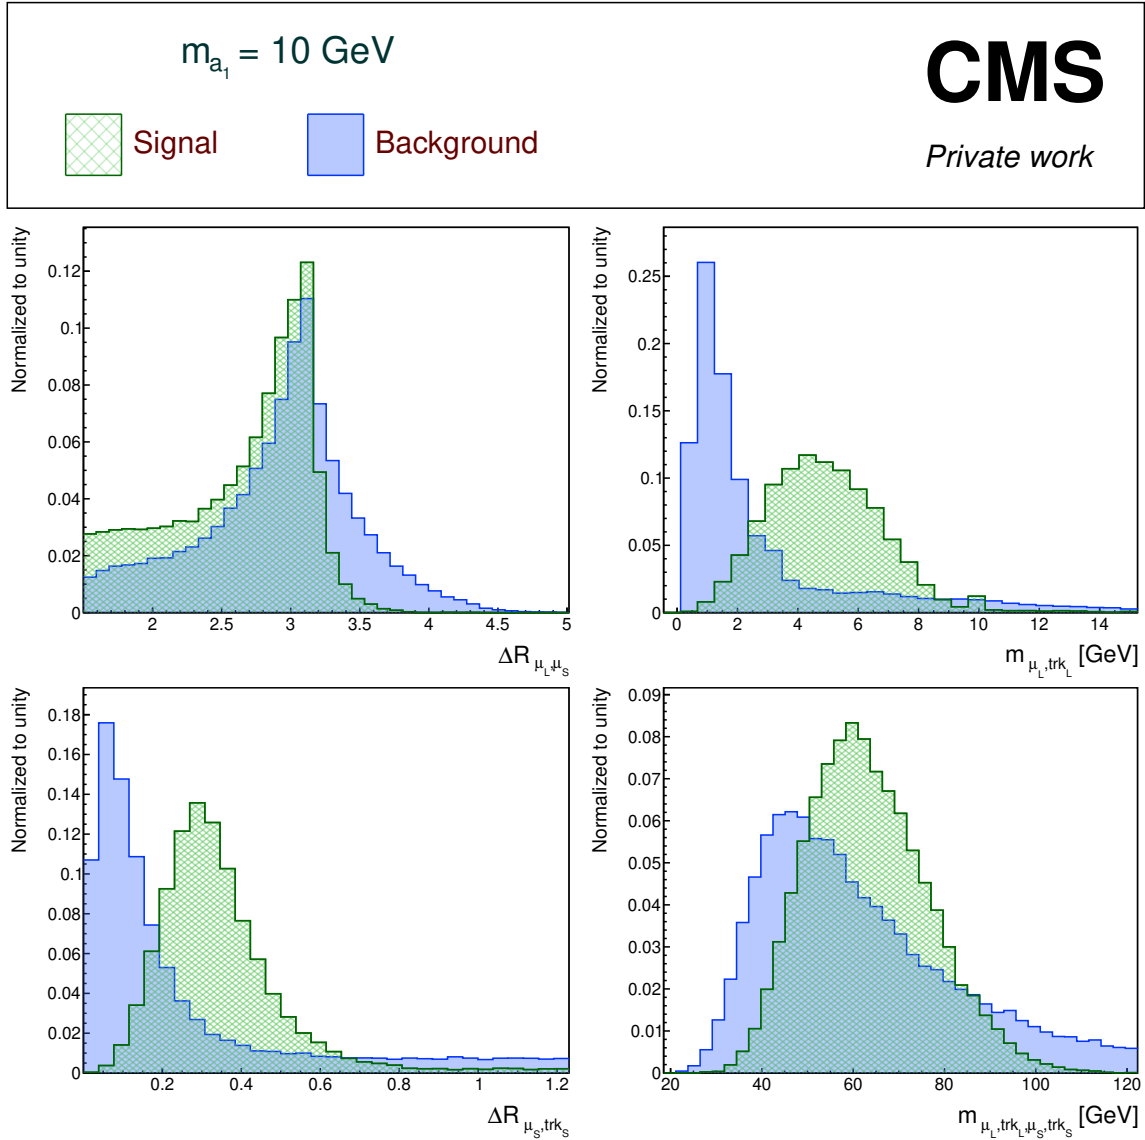 m_{a_1} = 10 GeV
Signal
Background
CMS
Private work
Normalized to unity
0.12
0.1
0.08
0.06
0.04
0.02
0
2 2.5 3 3.5 4 4.5 5
ΔR μ_L,μ_S
Normalized to unity
0.25
0.2
0.15
0.1
0.05
0
0 2 4 6 8 10 12 14
m μ_L,trk_L [GeV]
Normalized to unity
0.18
0.16
0.14
0.12
0.1
0.08
0.06
0.04
0.02
0
0.2 0.4 0.6 0.8 1 1.2
ΔR μ_S,trk_S
Normalized to unity
0.09
0.08
0.07
0.06
0.05
0.04
0.03
0.02
0.01
0
20 40 60 80 100 120
m μ_L,trk_L,μ_S,trk_S [GeV]